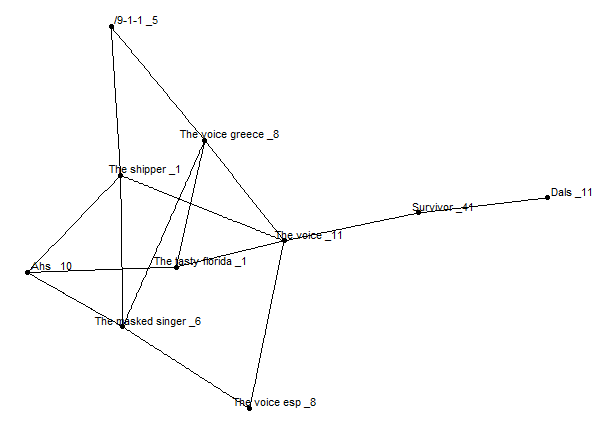 /9-1-1 _5
The voice greece _8
The shipper _1
Dals _11
Survivor _41
The voice _11
The tasty florida _1
Ahs _10
The masked singer _6
The voice esp _8